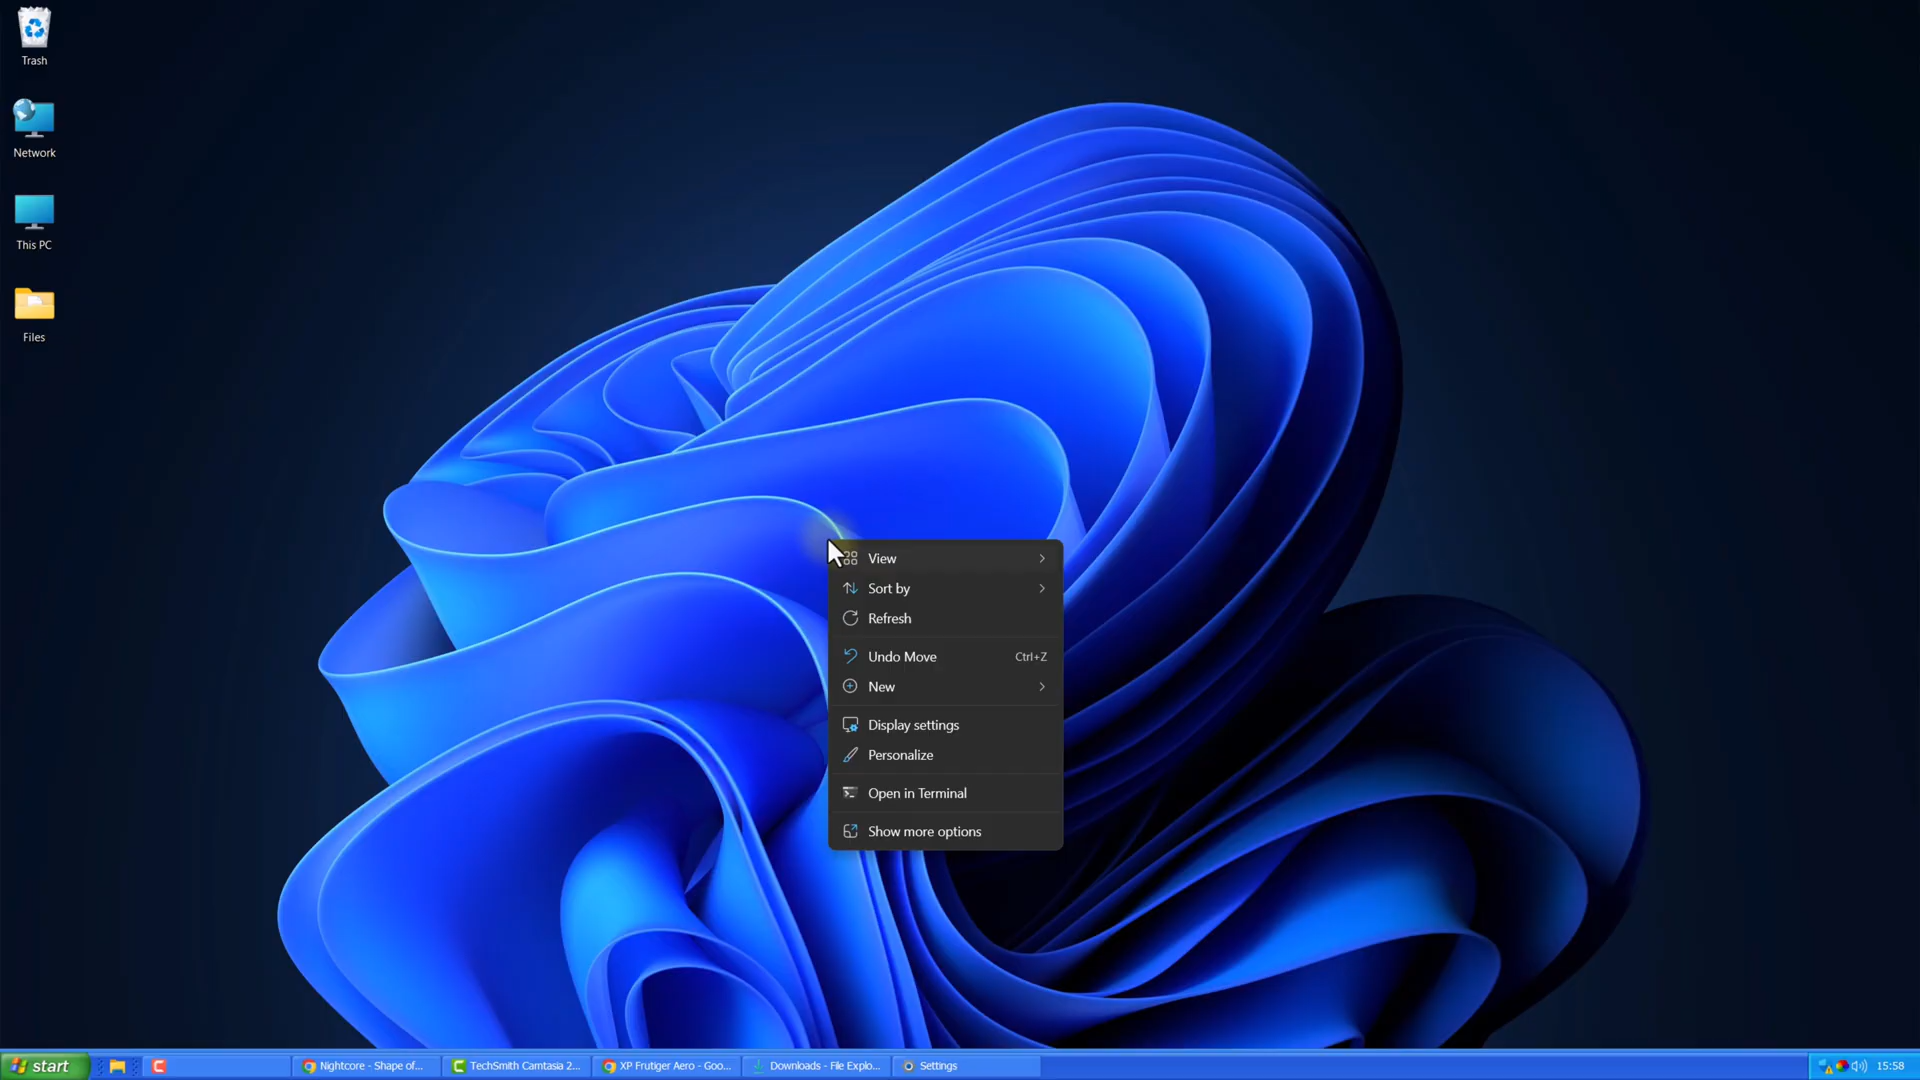 Trash
Network
This PC
Files
View
Sort by
Refresh
Undo Move Ctrl+Z
New
Display settings
Personalize
Open in Terminal
Show more options
start
Nightcore - Shape of...
TechSmith Camtasia 2...
XP Frutiger Aero - Goo...
Downloads - File Explo...
Settings
15:58